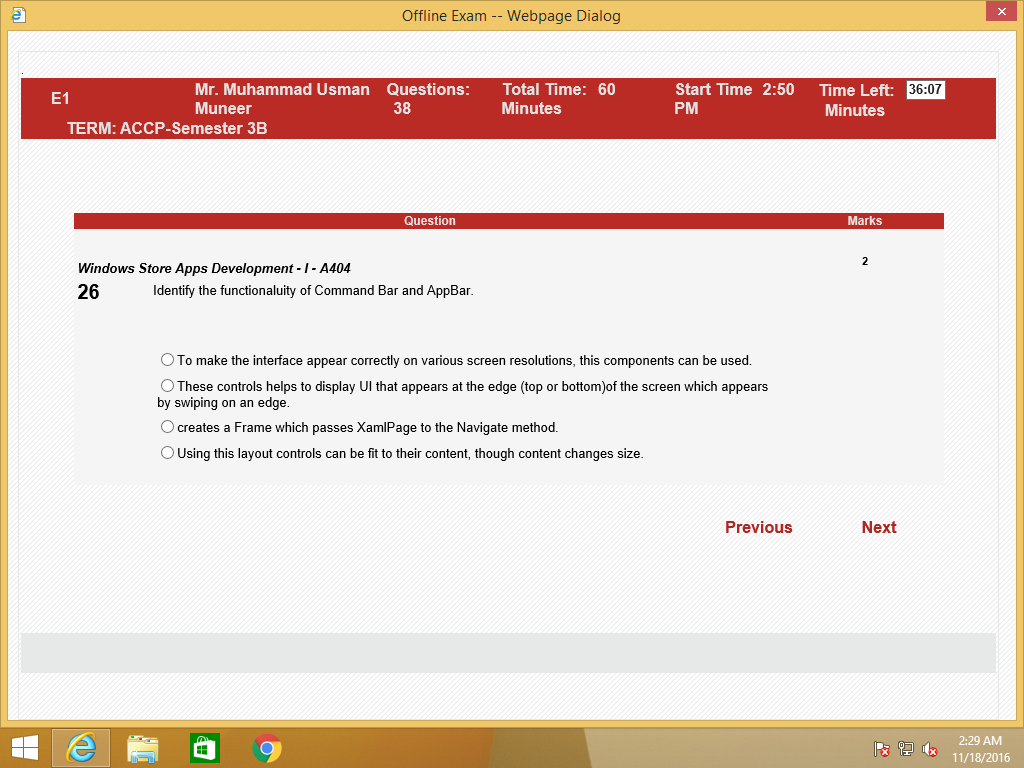 Offline Exam -- Webpage Dialog
.
E1
Mr. Muhammad Usman
Muneer
Questions:
38
Total Time: 60
Minutes
Start Time 2:50
PM
Time Left: 36:07
Minutes
TERM: ACCP-Semester 3B
Question Marks
Windows Store Apps Development - I - A404
2
26 Identify the functionaluity of Command Bar and AppBar.
To make the interface appear correctly on various screen resolutions, this components can be used.
These controls helps to display UI that appears at the edge (top or bottom)of the screen which appears
by swiping on an edge.
creates a Frame which passes XamlPage to the Navigate method.
Using this layout controls can be fit to their content, though content changes size.
Previous Next
2:29 AM
11/18/2016